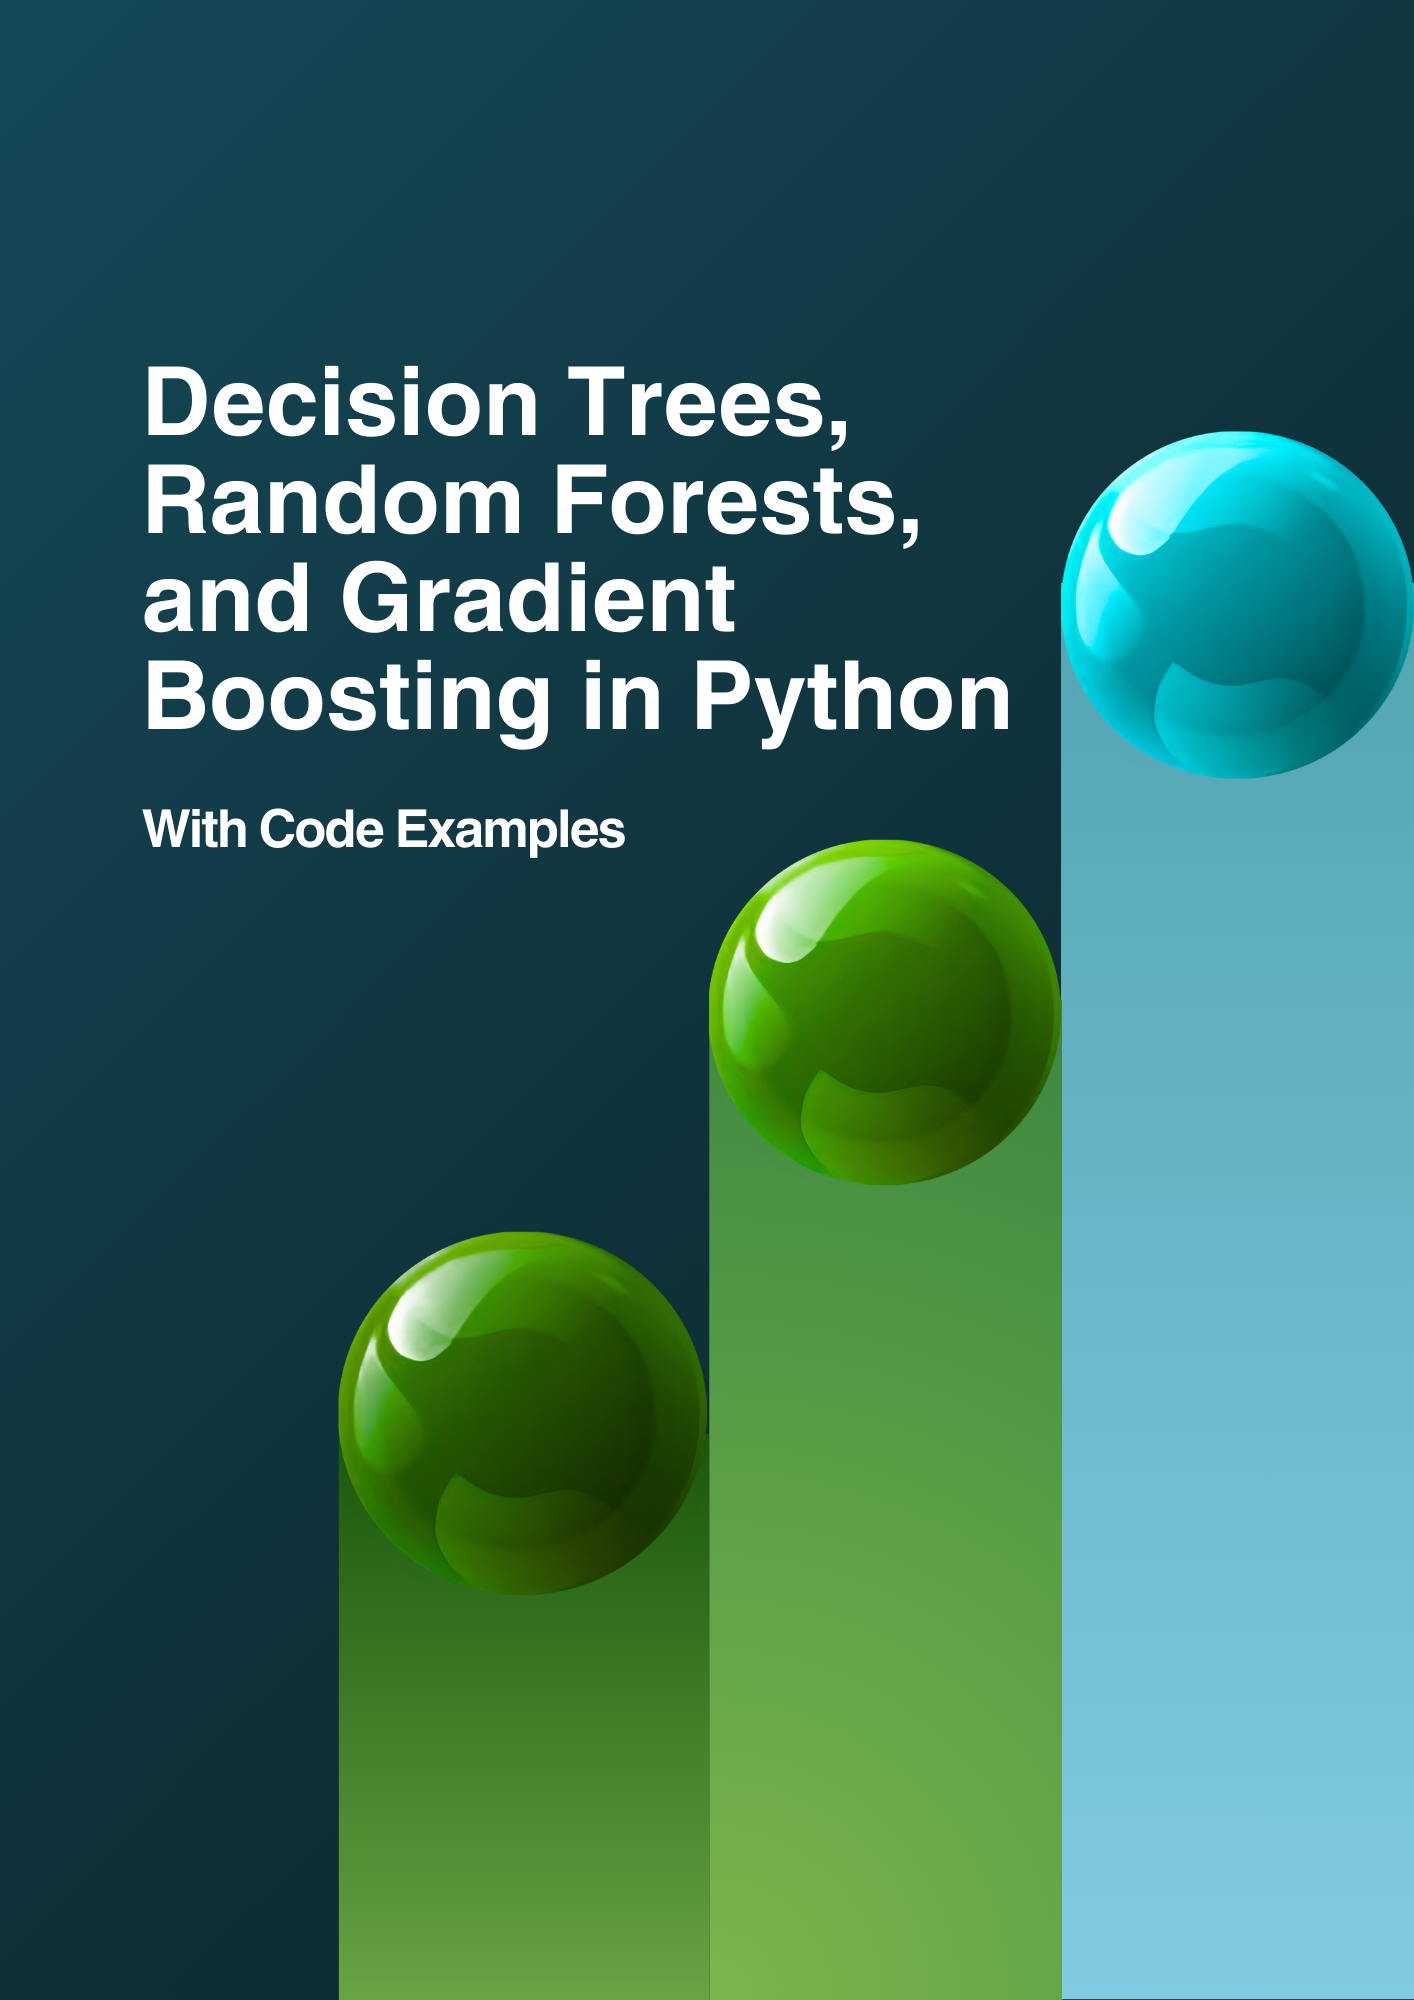 Decision Trees,
Random Forests,
and Gradient
Boosting in Python
With Code Examples